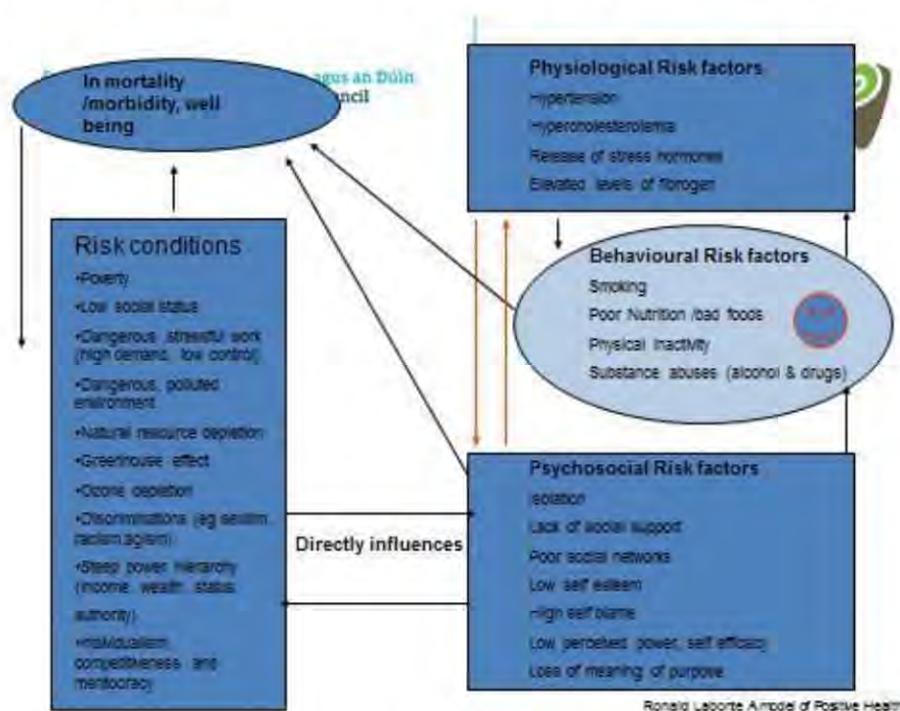 In mortality
/morbidity, well
being
agus an Dúin
Physiological Risk factors
Hypertension
Hypercholesterolemia
Release of stress hormones
Elevated levels of fibrogen
Behavioural Risk factors
Smoking
Poor Nutrition /bad foods
Physical Inactivity
Substance abuses (alcohol & drugs)
Risk conditions
•Poverty
•Low social status
•Dangerous stressful work
(high demand, low control)
•Dangerous, polluted
environment
•Natural resource depletion
•Greenhouse effect
•Ozone depletion
•Discriminations (eg sexism,
racism,agism)
•Steep power hierarchy
(income, wealth, status
authority)
•Individualism,
competitiveness and
meritocracy
Directly influences
Psychosocial Risk factors
Isolation
Lack of social support
Poor social networks
Low self esteem
High self blame
Low perceived power, self efficacy
Loss of meaning of purpose
Ronald Laborte A model of Positive Health